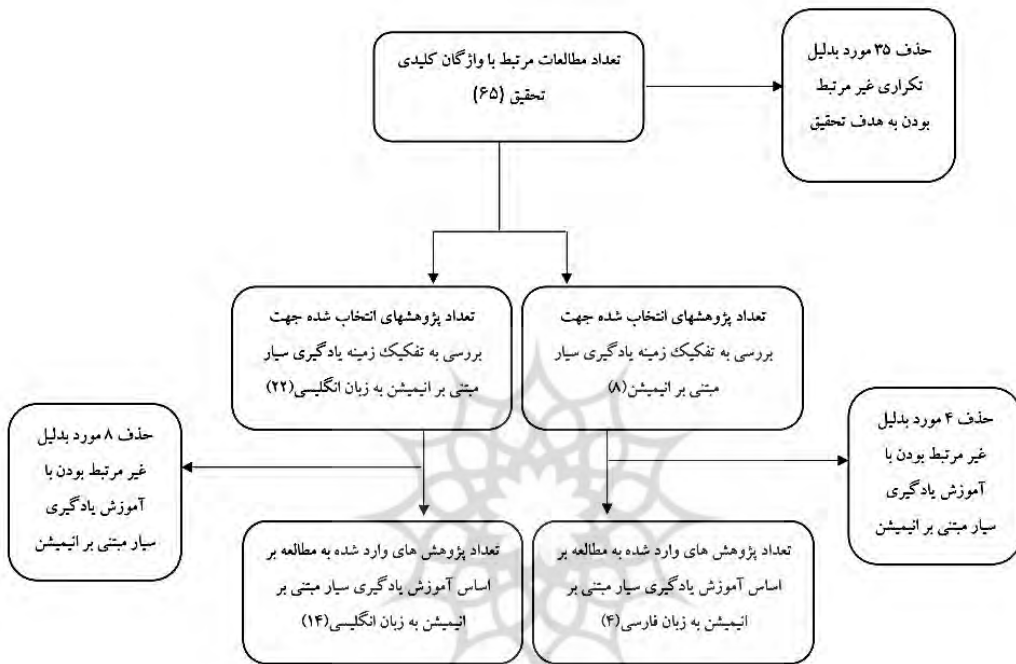 تعداد مطالعات مرتبط با واژگان کلیدی
تحقیق (۶۵)
حذف ۳۵ مورد بدلیل
تکراری غیر مرتبط
بودن به هدف تحقیق
تعداد پژوهشهای انتخاب شده جهت
بررسی به تفکیک زمینه یادگیری سیار
مبتنی بر انیمیشن(۸)
تعداد پژوهشهای انتخاب شده جهت
بررسی به تفکیک زمینه یادگیری سیار
مبتنی بر انیمیشن به زبان انگلیسی(۲۲)
حذف ۴ مورد بدلیل
غیر مرتبط بودن با
آموزش یادگیری
سیار مبتنی بر انیمیشن
حذف ۸ مورد بدلیل
غیر مرتبط بودن با
آموزش یادگیری
سیار مبتنی بر انیمیشن
تعداد پژوهش های وارد شده به مطالعه بر
اساس آموزش یادگیری سیار مبتنی بر
انیمیشن به زبان فارسی(۴)
تعداد پژوهش های وارد شده به مطالعه بر
اساس آموزش یادگیری سیار مبتنی بر
انیمیشن به زبان انگلیسی(۱۴)